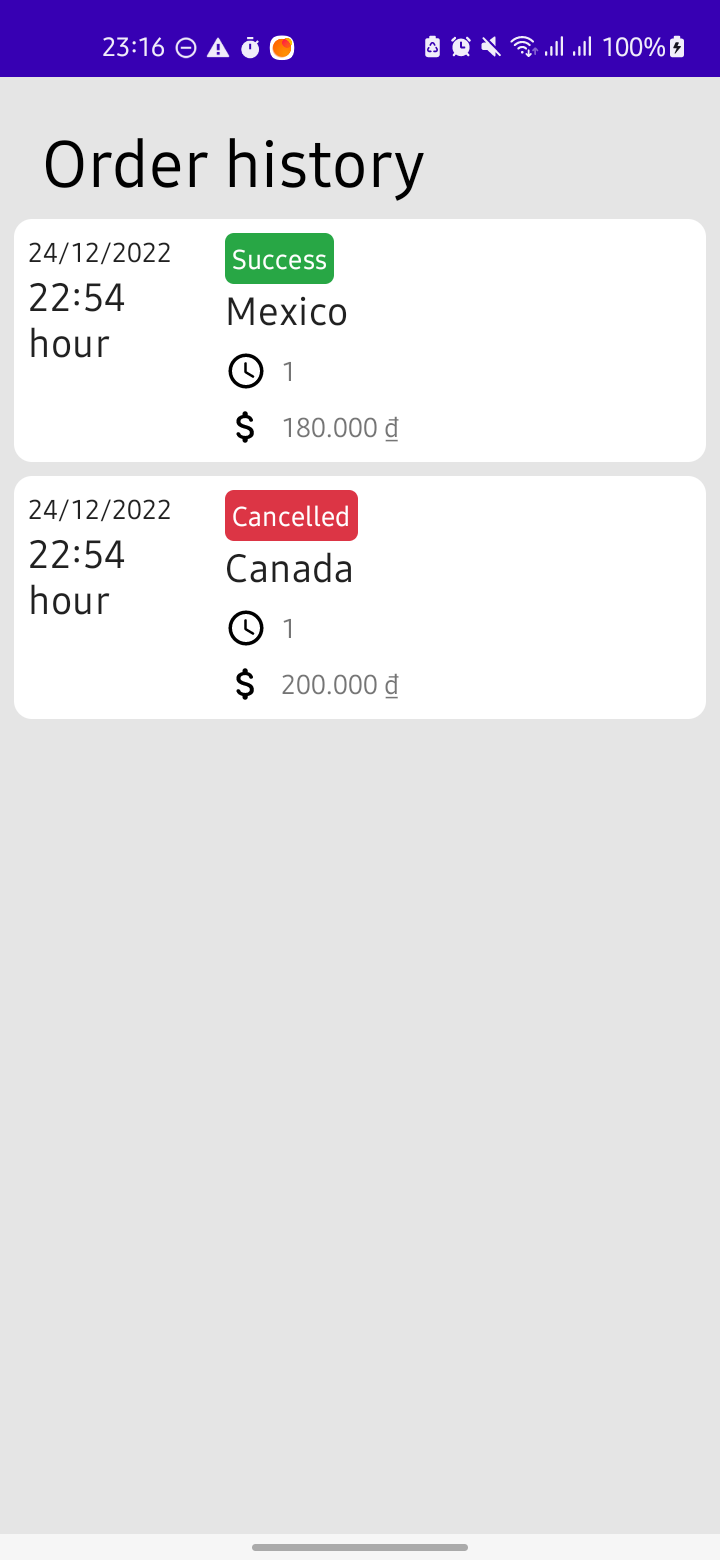 23:16 100%
Order history
24/12/2022
22:54
hour
Success
Mexico
1
$ 180.000 ₫
24/12/2022
22:54
hour
Cancelled
Canada
1
$ 200.000 ₫